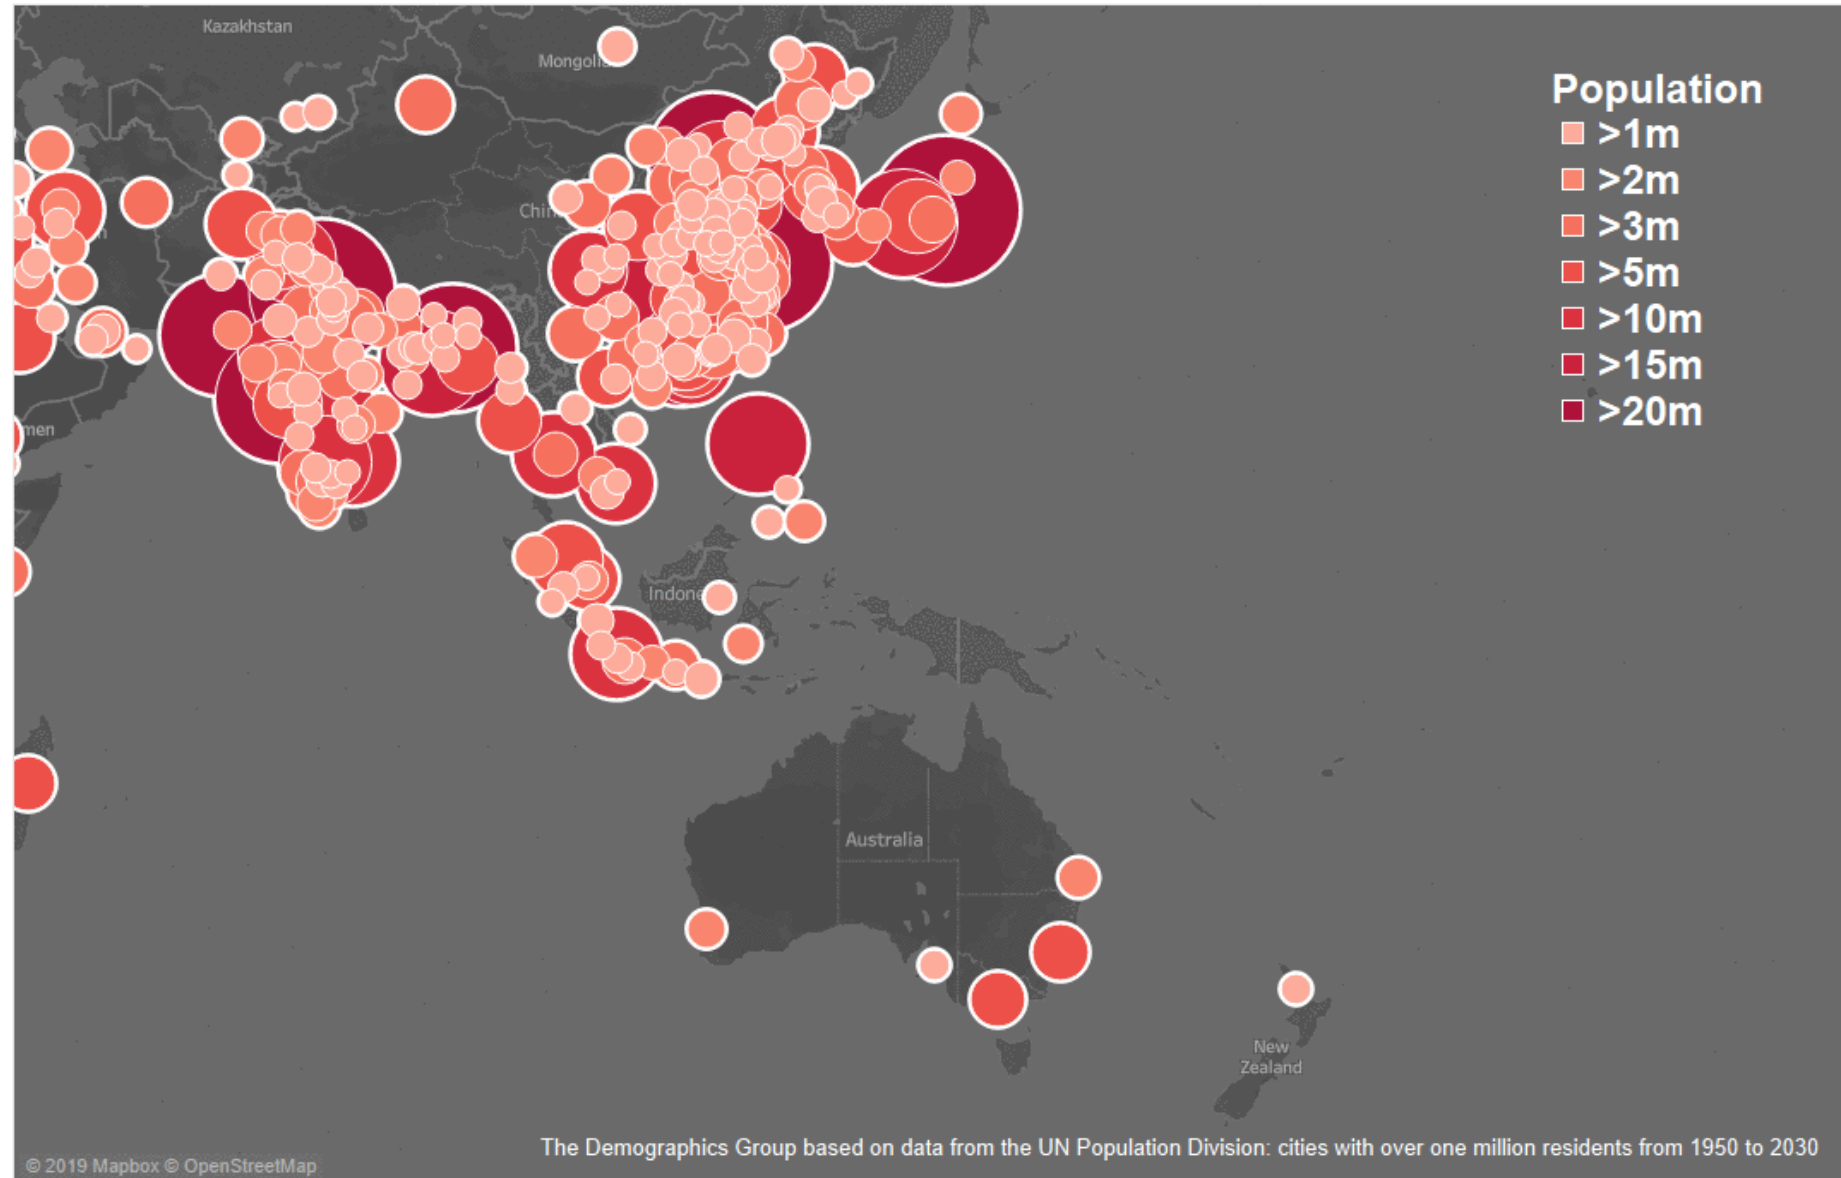 Kazakhstan
Mongolia
Population
>1m
>2m
>3m
>5m
>10m
>15m
>20m
Chin
n
men
Indone
Australia
New
Zealand
The Demographics Group based on data from the UN Population Division: cities with over one million residents from 1950 to 2030
© 2019 Mapbox © OpenStreetMap